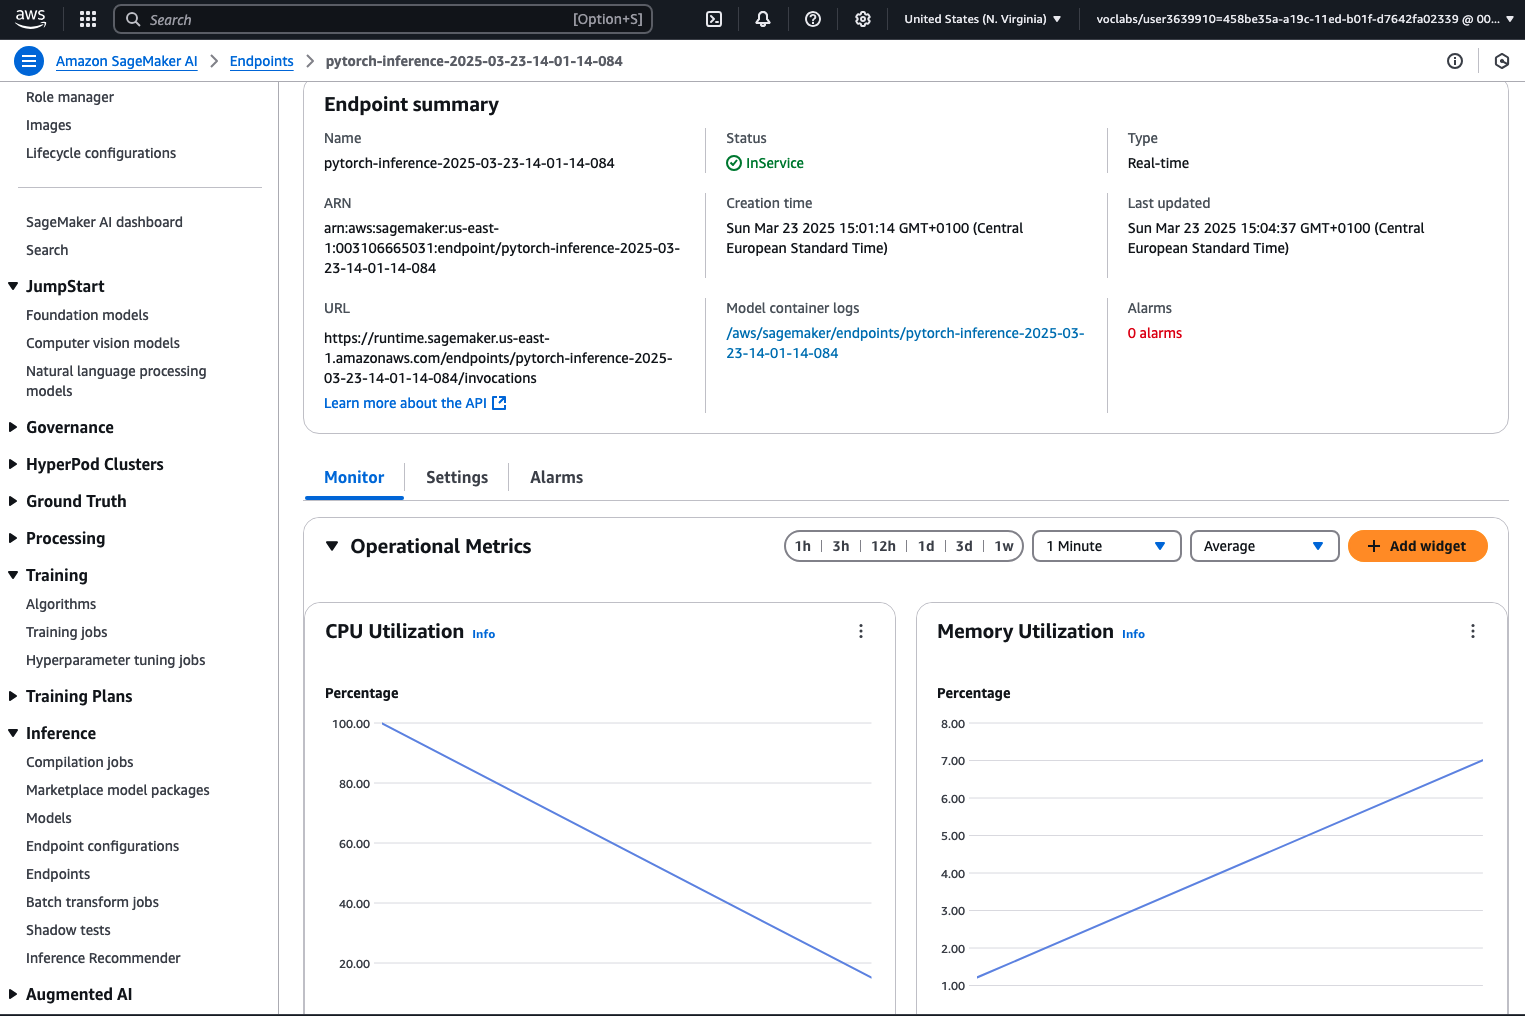 aws
Search
[Option+S]
United States (N. Virginia)
voclabs/user3639910=458be35a-a19c-11ed-b01f-d7642fa02339 @ 00...
Amazon SageMaker AI
Endpoints
pytorch-inference-2025-03-23-14-01-14-084
Role manager
Images
Lifecycle configurations
SageMaker AI dashboard
Search
JumpStart
Foundation models
Computer vision models
Natural language processing
models
Governance
HyperPod Clusters
Ground Truth
Processing
Training
Algorithms
Training jobs
Hyperparameter tuning jobs
Training Plans
Inference
Compilation jobs
Marketplace model packages
Models
Endpoint configurations
Endpoints
Batch transform jobs
Shadow tests
Inference Recommender
Augmented AI
Endpoint summary
Name
pytorch-inference-2025-03-23-14-01-14-084
Status
InService
Type
Real-time
ARN
arn:aws:sagemaker:us-east-
1:003106665031:endpoint/pytorch-inference-2025-03-
23-14-01-14-084
Creation time
Sun Mar 23 2025 15:01:14 GMT+0100 (Central
European Standard Time)
Last updated
Sun Mar 23 2025 15:04:37 GMT+0100 (Central
European Standard Time)
URL
https://runtime.sagemaker.us-east-
1.amazonaws.com/endpoints/pytorch-inference-2025-
03-23-14-01-14-084/invocations
Learn more about the API
Model container logs
/aws/sagemaker/endpoints/pytorch-inference-2025-03-
23-14-01-14-084
Alarms
0 alarms
Monitor
Settings
Alarms
Operational Metrics
1h
3h
12h
1d
3d
1w
1 Minute
Average
Add widget
CPU Utilization
Info
Percentage
100.00
80.00
60.00
40.00
20.00
Memory Utilization
Info
Percentage
8.00
7.00
6.00
5.00
4.00
3.00
2.00
1.00